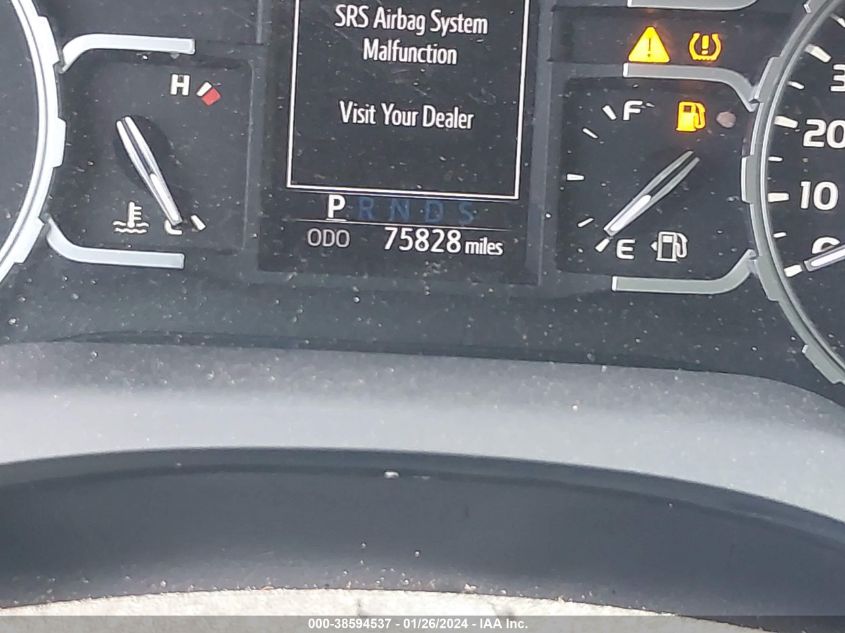 SRS Airbag System
Malfunction
Visit Your Dealer
H
F
20
10
P R N D S
E
ODO 75828 miles
000-38594537 - 01/26/2024 - IAA Inc.